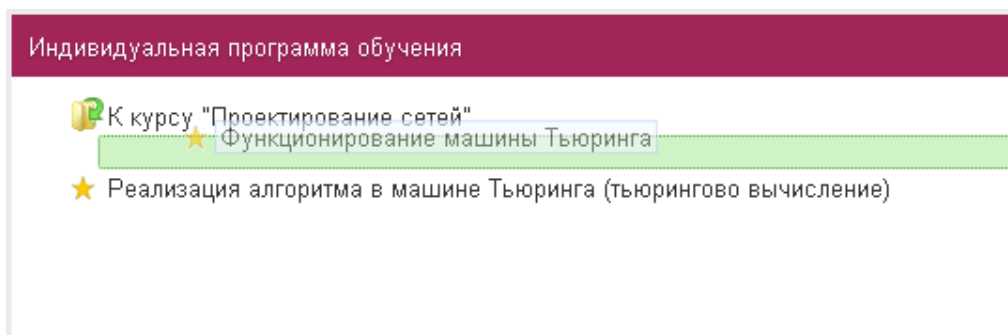 Индивидуальная программа обучения
К курсу "Проектирование сетей"
Функционирование машины Тьюринга
Реализация алгоритма в машине Тьюринга (тьюрингово вычисление)